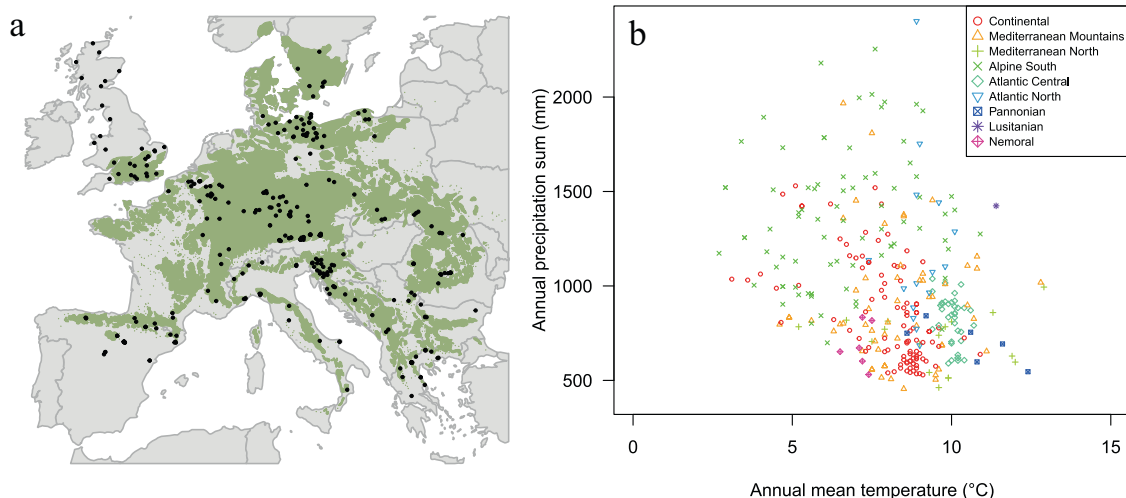 a
b
Annual precipitation sum (mm)
2000
1500
1000
500
0
5
10
15
Annual mean temperature (°C)
Continental
Mediterranean Mountains
Mediterranean North
Alpine South
Atlantic Central
Atlantic North
Pannonian
Lusitanian
Nemoral